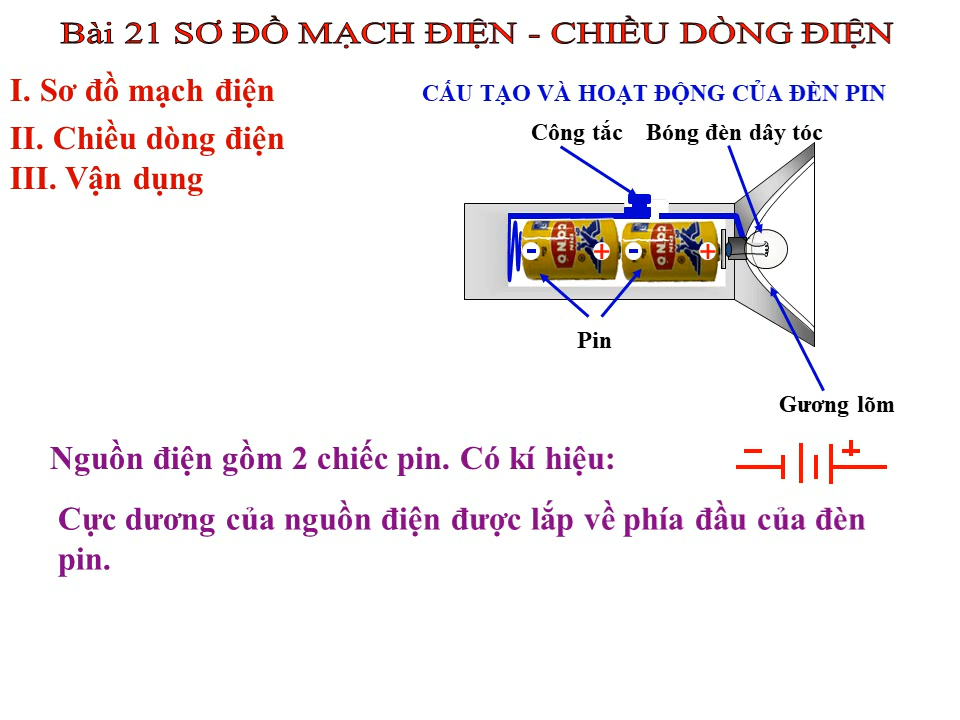 Bài 21 SƠ ĐỒ MẠCH ĐIỆN - CHIỀU DÒNG ĐIỆN
I. Sơ đồ mạch điện
II. Chiều dòng điện
III. Vận dụng
CẤU TẠO VÀ HOẠT ĐỘNG CỦA ĐÈN PIN
Công tắc Bóng đèn dây tóc
- + - +
Pin
Gương lõm
Nguồn điện gồm 2 chiếc pin. Có kí hiệu:
- +
Cực dương của nguồn điện được lắp về phía đầu của đèn
pin.